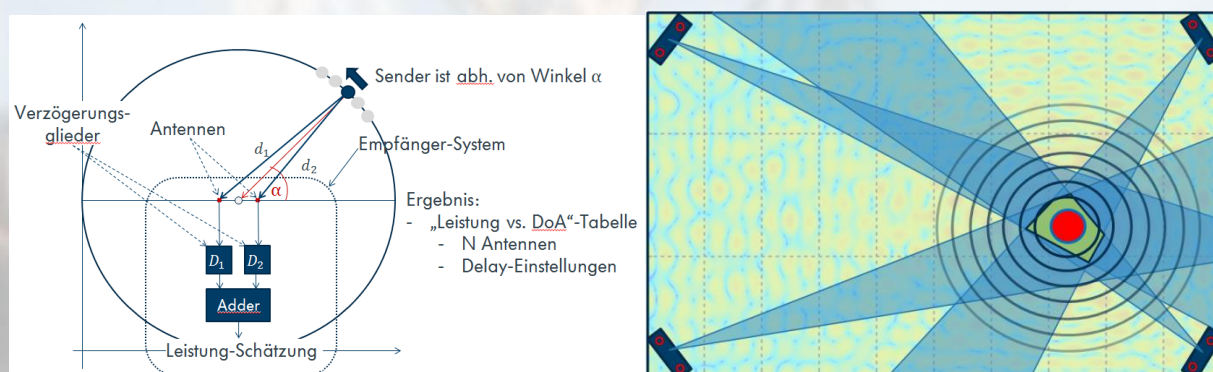 Sender ist abh. von Winkel α
Verzögerungs-
glieder
Antennen
d₁
d₂
Empfänger-System
α
Ergebnis:
- „Leistung vs. DoA“-Tabelle
- N Antennen
- Delay-Einstellungen
D₁ D₂
Adder
Leistung-Schätzung